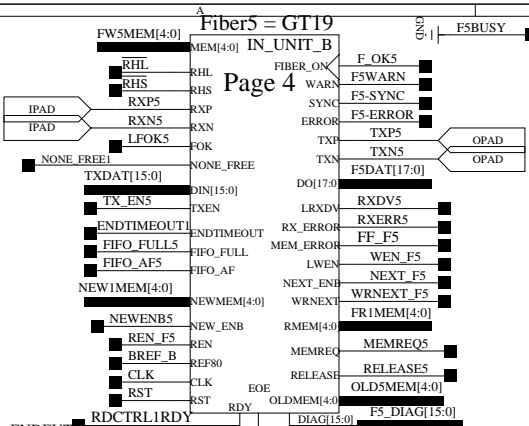 A
Fiber5 = GT19
GND
F5BUSY
FW5MEM[4:0]
MEM[4:0]
IN_UNIT_B
Page 4
RHL
RHL
RHS
RHS
RXP5
IPAD
RXP
RXN5
IPAD
RXN
LFOK5
FOK
NONE_FREE1
NONE_FREE
TXDAT[15:0]
DIN[15:0]
TX_EN5
TXEN
ENDTIMEOUT1
ENDTIMEOUT
FIFO_FULL5
FIFO_FULL
FIFO_AF5
FIFO_AF
NEW1MEM[4:0]
NEWMEM[4:0]
NEWENB5
NEW_ENB
REN_F5
REN
BREF_B
REF80
CLK
CLK
RST
RST
FIBER_ON
F_OK5
WARN
F5WARN
SYNC
F5-SYNC
ERROR
F5-ERROR
TXP
TXP5
OPAD
TXN
TXN5
OPAD
DO[17:0]
F5DAT[17:0]
LRXDV
RXDV5
RX_ERROR
RXERR5
MEM_ERROR
FF_F5
LWEN
WEN_F5
NEXT_ENB
NEXT_F5
WRNEXT
WRNEXT_F5
RMEM[4:0]
FR1MEM[4:0]
MEMREQ
MEMREQ5
RELEASE
RELEASE5
OLDMEM[4:0]
OLD5MEM[4:0]
EOE
RDY
RDCTRL1RDY
DIAG[15:0]
F5_DIAG[15:0]